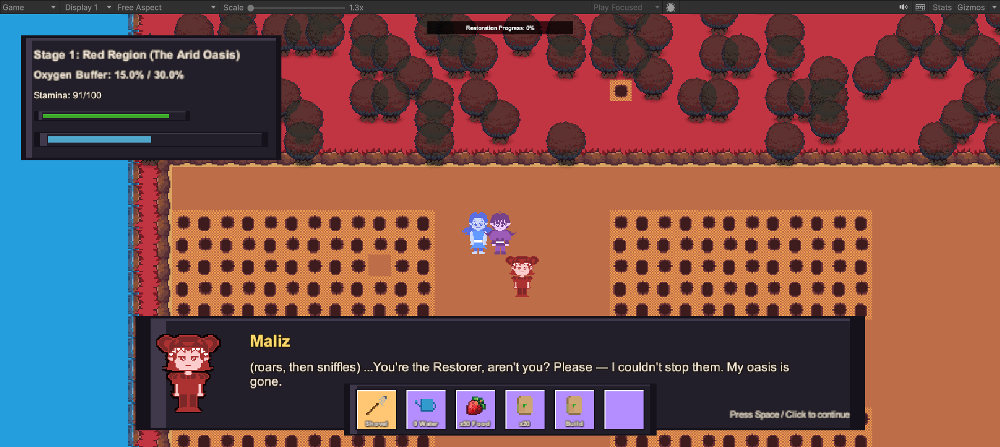 Game Display 1 Free Aspect Scale 1.3x Play Focused Stats Gizmos
Restoration Progress: 0%
Stage 1: Red Region (The Arid Oasis)
Oxygen Buffer: 15.0% / 30.0%
Stamina: 91/100
Maliz
(roars, then sniffles) ...You're the Restorer, aren't you? Please — I couldn't stop them. My oasis is
gone.
Shovel 0 Water x50 Food x20 Build
Press Space / Click to continue